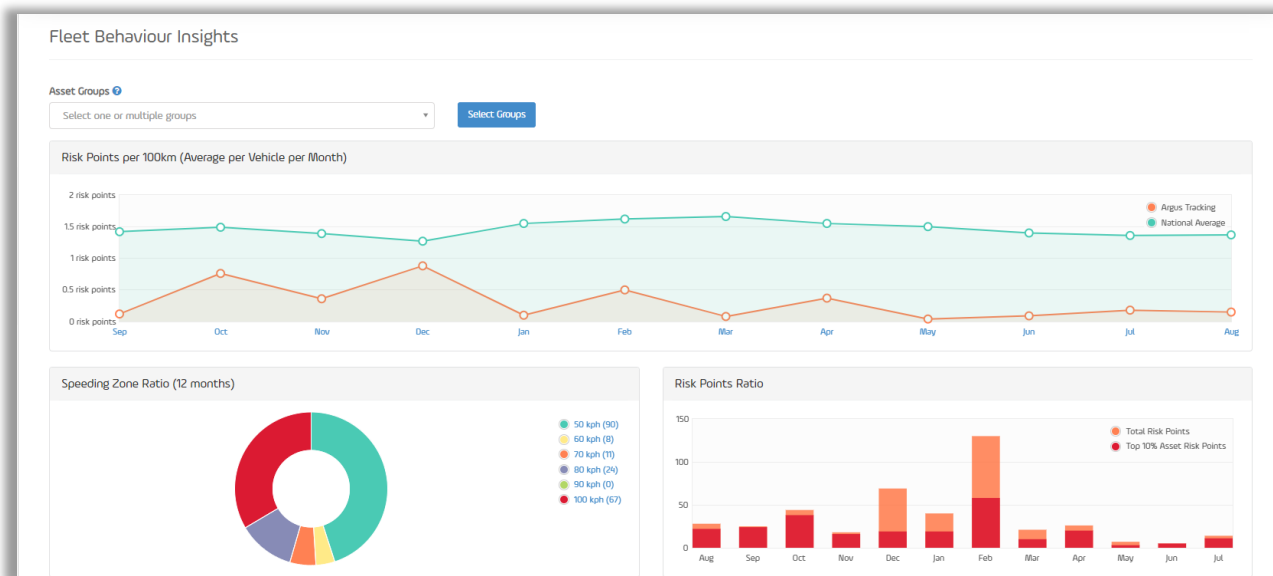 Fleet Behaviour Insights
Asset Groups ?
Select one or multiple groups
Select Groups
Risk Points per 100km (Average per Vehicle per Month)
2 risk points
1.5 risk points
1 risk points
0.5 risk points
0 risk points
Argus Tracking
National Average
Sep Oct Nov Dec Jan Feb Mar Apr May Jun Jul Aug
Speeding Zone Ratio (12 months)
50 kph (90)
60 kph (8)
70 kph (11)
80 kph (24)
90 kph (0)
100 kph (67)
Risk Points Ratio
150
100
50
0
Total Risk Points
Top 10% Asset Risk Points
Aug Sep Oct Nov Dec Jan Feb Mar Apr May Jun Jul